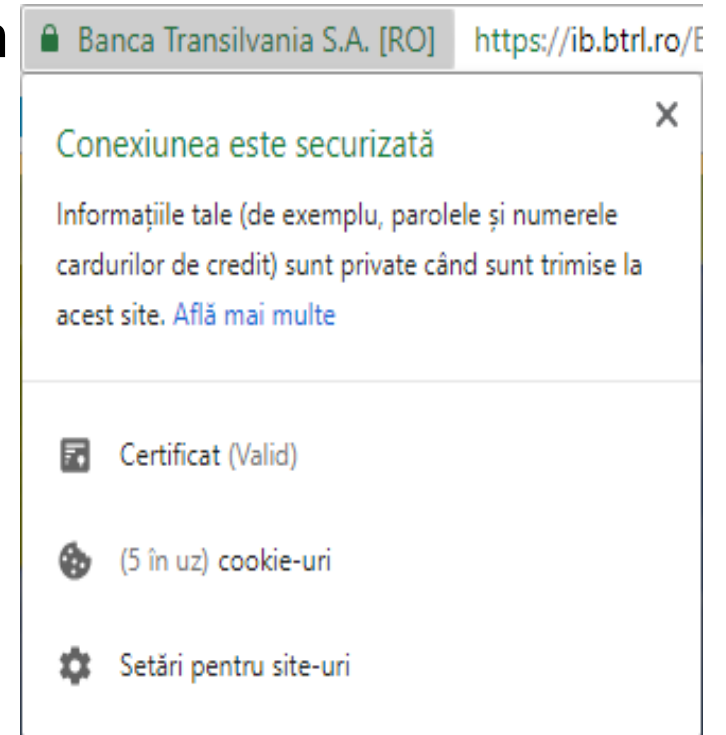 Banca Transilvania S.A. [RO] https://ib.btrl.ro/
Conexiunea este securizată
Informațiile tale (de exemplu, parolele și numerele
cardurilor de credit) sunt private când sunt trimise la
acest site. Află mai multe
Certificat (Valid)
(5 în uz) cookie-uri
Setări pentru site-uri